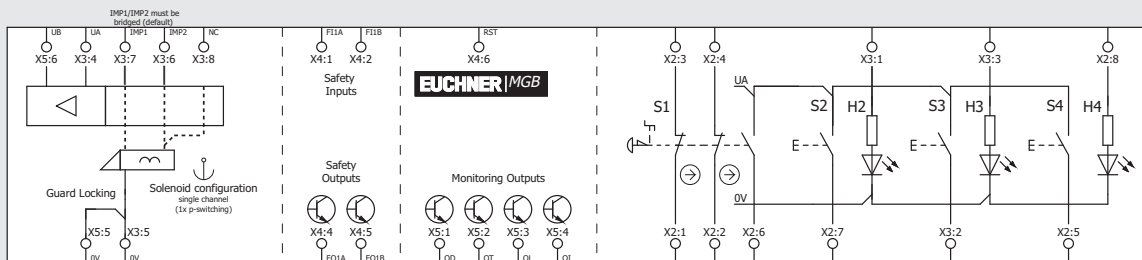 IMP1/IMP2 must be
bridged (default)
UB UA IMP1 IMP2 NC FI1A FI1B RST
X5:6 X3:4 X3:7 X3:6 X3:8 X4:1 X4:2 X4:6 X2:3 X2:4 X3:1 X3:3 X2:8
Safety
Inputs
EUCHNER MGB
UA
S1 S2 H2 S3 H3 S4 H4
E E E
Safety
Outputs
Monitoring Outputs
Guard Locking
Solenoid configuration
single channel
(1x p-switching)
0V
X5:5 X3:5 X4:4 X4:5 X5:1 X5:2 X5:3 X5:4 X2:1 X2:2 X2:6 X2:7 X3:2 X2:5
0V 0V FO1A FO1B OD OT OL OI